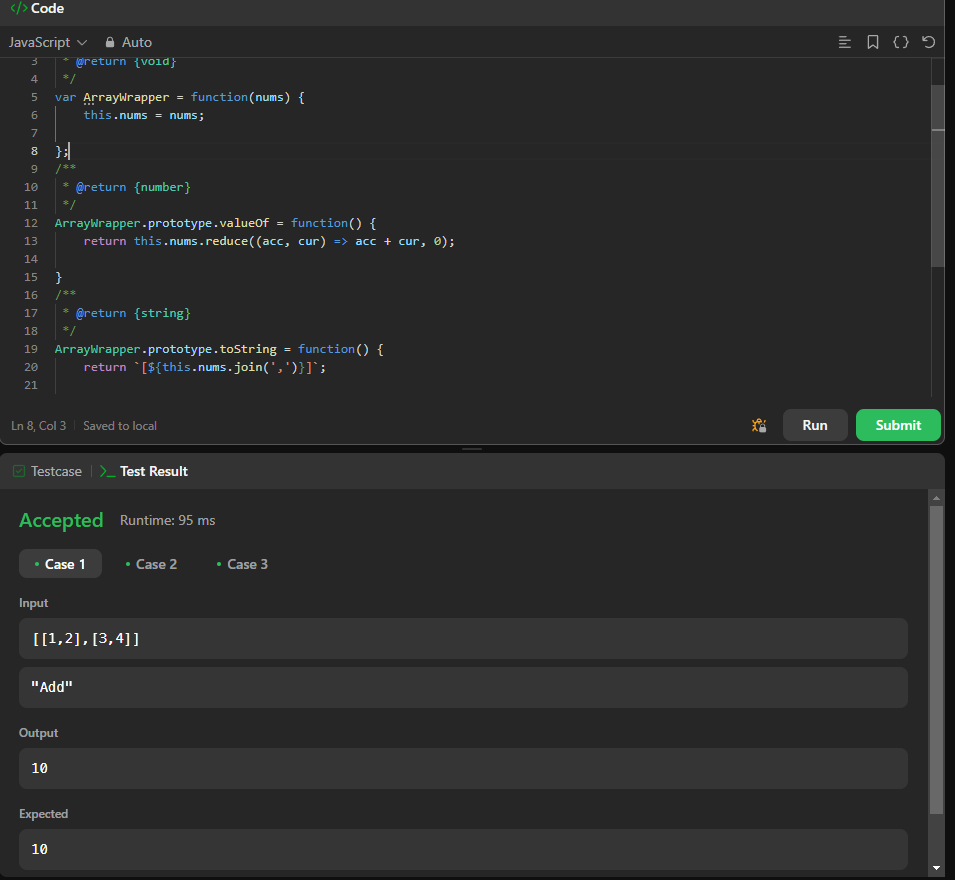 </> Code
JavaScript Auto
3 * @return {void}
4 */
5 var ArrayWrapper = function(nums) {
6 this.nums = nums;
7
8 };
9 /**
10 * @return {number}
11 */
12 ArrayWrapper.prototype.valueOf = function() {
13 return this.nums.reduce((acc, cur) => acc + cur, 0);
14
15 }
16 /**
17 * @return {string}
18 */
19 ArrayWrapper.prototype.toString = function() {
20 return `[${this.nums.join(',')}]`;
21
Ln 8, Col 3 Saved to local Run Submit
Testcase Test Result
Accepted Runtime: 95 ms
Case 1 Case 2 Case 3
Input
[[1,2],[3,4]]
"Add"
Output
10
Expected
10